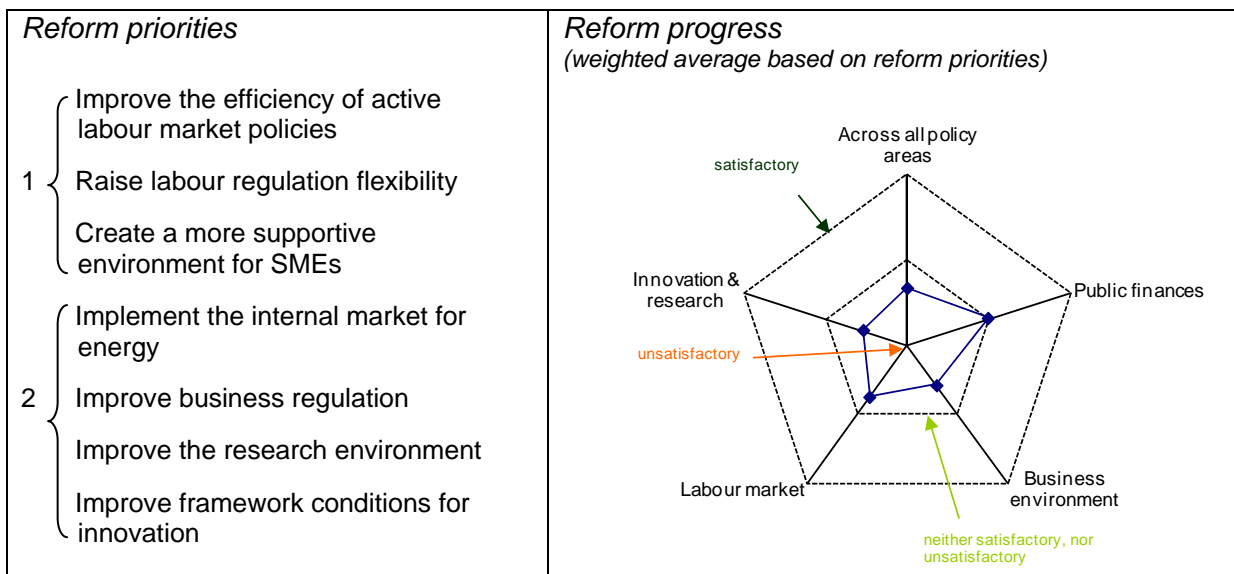 Reform priorities
1
Improve the efficiency of active
labour market policies
Raise labour regulation flexibility
Create a more supportive
environment for SMEs
2
Implement the internal market for
energy
Improve business regulation
Improve the research environment
Improve framework conditions for
innovation
Reform progress
(weighted average based on reform priorities)
Across all policy
areas
satisfactory
Innovation &
research
Public finances
unsatisfactory
Labour market
Business
environment
neither satisfactory, nor
unsatisfactory